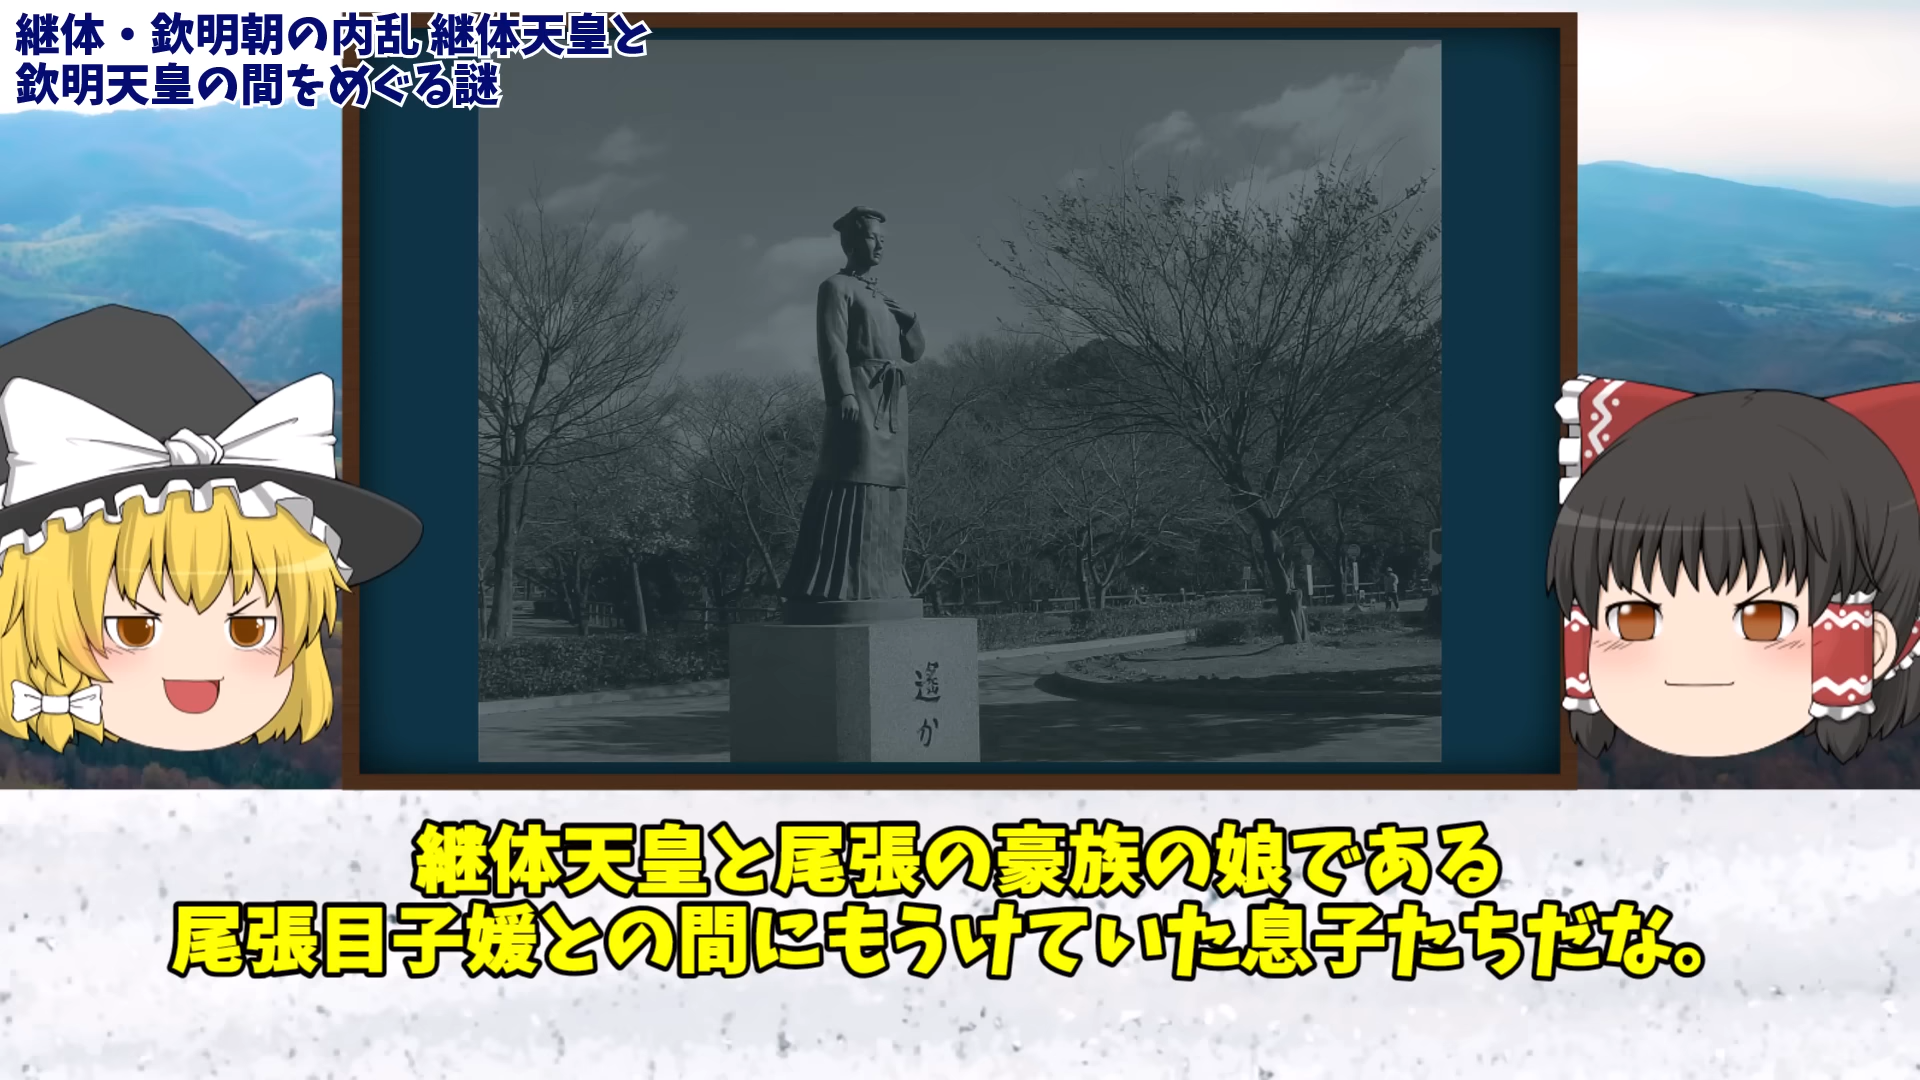 継体・欽明朝の内乱 継体天皇と
欽明天皇の間をめぐる謎
遥か
継体天皇と尾張の豪族の娘である
尾張目子媛との間にもうけていた息子たちだな。